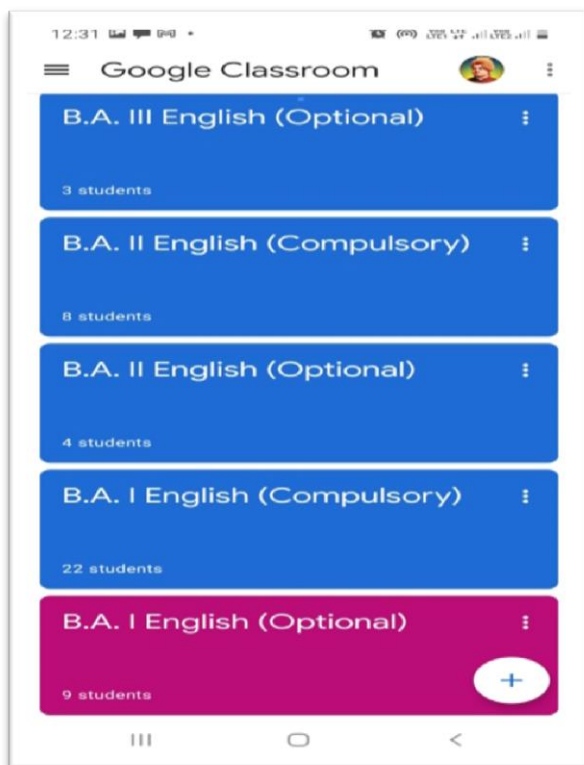 12:31
Google Classroom
B.A. III English (Optional)
3 students
B.A. II English (Compulsory)
8 students
B.A. II English (Optional)
4 students
B.A. I English (Compulsory)
22 students
B.A. I English (Optional)
9 students